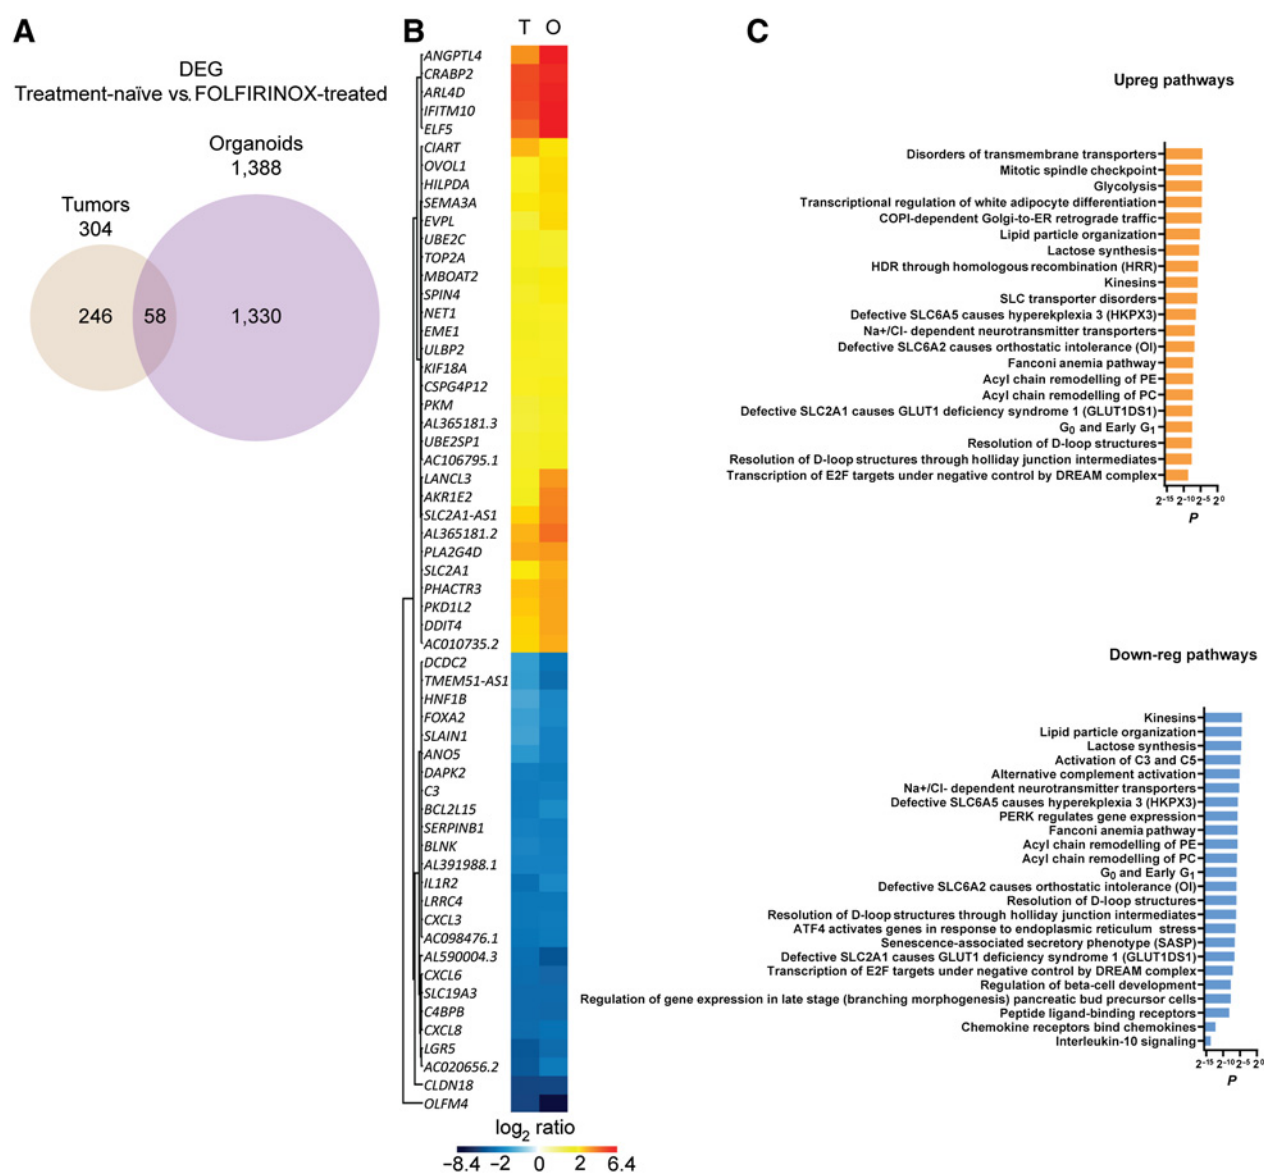 A
DEG
Treatment-naïve vs. FOLFIRINOX-treated
Organoids
1,388
Tumors
304
246
58
1,330
B
T O
ANGPTL4
CRABP2
ARL4D
IFITM10
ELF5
CIART
OVOL1
HILPDA
SEMA3A
EVPL
UBE2C
TOP2A
MBOAT2
SPIN4
NET1
EME1
ULBP2
KIF18A
CSPG4P12
PKM
AL365181.3
UBE2SP1
AC106795.1
LANCL3
AKR1E2
SLC2A1-AS1
AL365181.2
PLA2G4D
SLC2A1
PHACTR3
PKD1L2
DDIT4
AC010735.2
DCDC2
TMEM51-AS1
HNF1B
FOXA2
SLAIN1
ANO5
DAPK2
C3
BCL2L15
SERPINB1
BLNK
AL391988.1
IL1R2
LRRC4
CXCL3
AC098476.1
AL590004.3
CXCL6
SLC19A3
C4BPB
CXCL8
LGR5
AC020656.2
CLDN18
OLFM4
log2 ratio
−8.4 −2 0 2 6.4
C
Upreg pathways
Disorders of transmembrane transporters
Mitotic spindle checkpoint
Glycolysis
Transcriptional regulation of white adipocyte differentiation
COPI-dependent Golgi-to-ER retrograde traffic
Lipid particle organization
Lactose synthesis
HDR through homologous recombination (HRR)
Kinesins
SLC transporter disorders
Defective SLC6A5 causes hyperekplexia 3 (HKPX3)
Na+/Cl- dependent neurotransmitter transporters
Defective SLC6A2 causes orthostatic intolerance (OI)
Fanconi anemia pathway
Acyl chain remodelling of PE
Acyl chain remodelling of PC
Defective SLC2A1 causes GLUT1 deficiency syndrome 1 (GLUT1DS1)
G0 and Early G1
Resolution of D-loop structures
Resolution of D-loop structures through holliday junction intermediates
Transcription of E2F targets under negative control by DREAM complex
2−15 2−10 2−5 20
P
Down-reg pathways
Kinesins
Lipid particle organization
Lactose synthesis
Activation of C3 and C5
Alternative complement activation
Na+/Cl- dependent neurotransmitter transporters
Defective SLC6A5 causes hyperekplexia 3 (HKPX3)
PERK regulates gene expression
Fanconi anemia pathway
Acyl chain remodelling of PE
Acyl chain remodelling of PC
G0 and Early G1
Defective SLC6A2 causes orthostatic intolerance (OI)
Resolution of D-loop structures
Resolution of D-loop structures through holliday junction intermediates
ATF4 activates genes in response to endoplasmic reticulum stress
Senescence-associated secretory phenotype (SASP)
Defective SLC2A1 causes GLUT1 deficiency syndrome 1 (GLUT1DS1)
Transcription of E2F targets under negative control by DREAM complex
Regulation of beta-cell development
Regulation of gene expression in late stage (branching morphogenesis) pancreatic bud precursor cells
Peptide ligand-binding receptors
Chemokine receptors bind chemokines
Interleukin-10 signaling
2−15 2−10 2−5 20
P